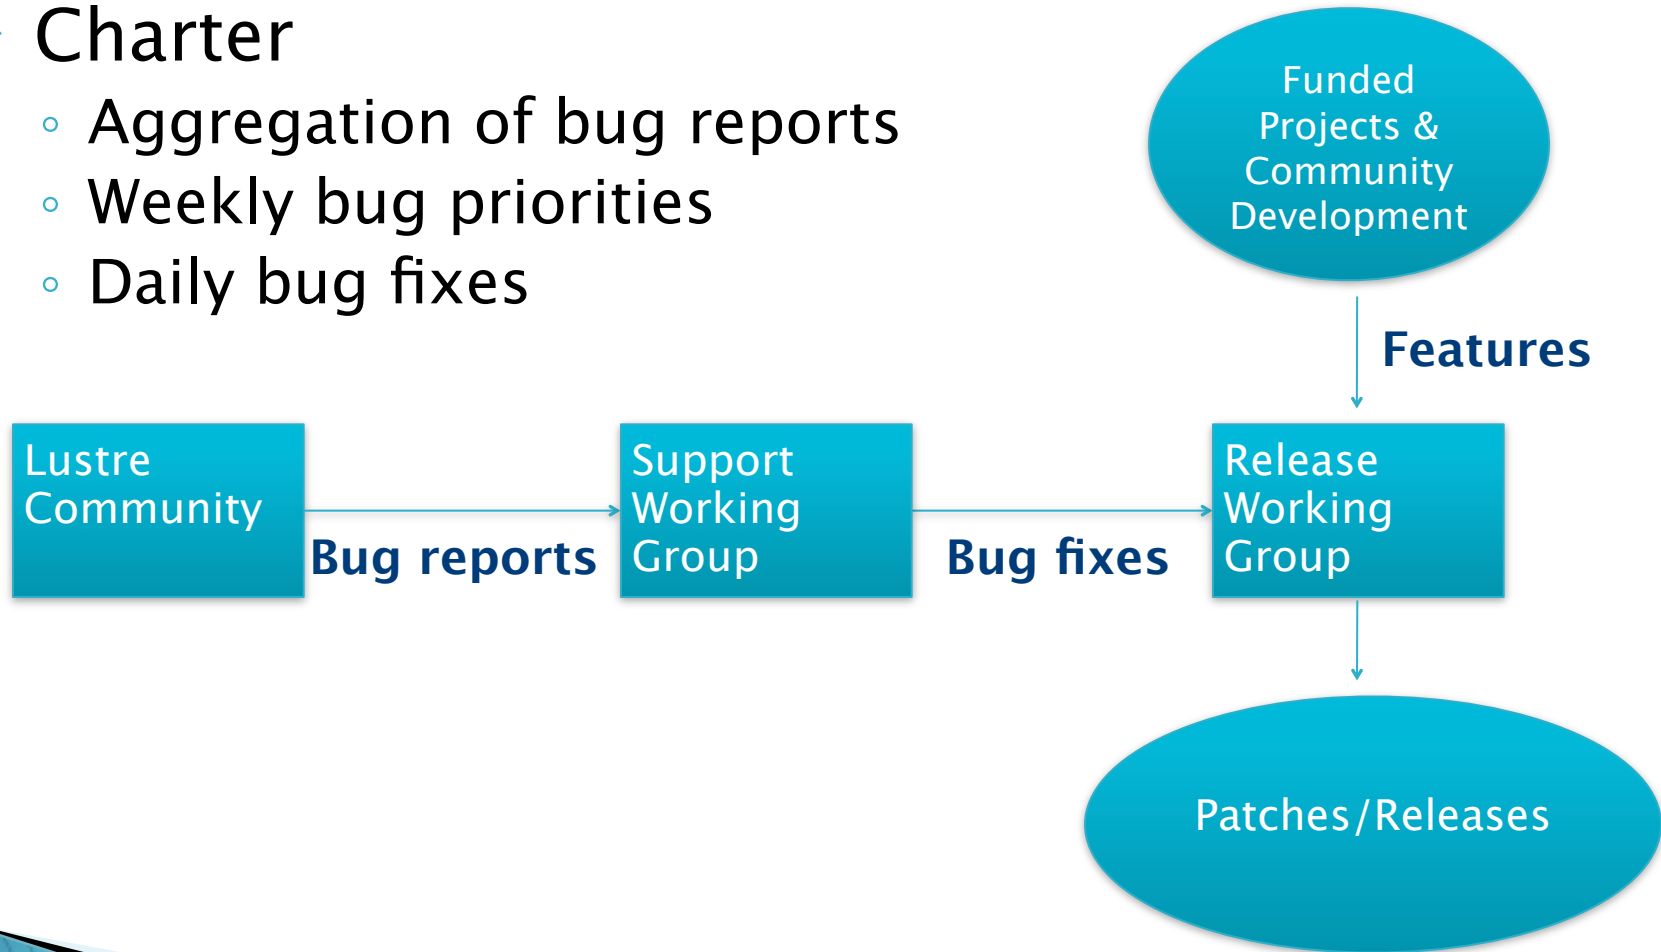 Charter
Aggregation of bug reports
Weekly bug priorities
Daily bug fixes
Funded
Projects &
Community
Development
Features
Lustre
Community
Bug reports
Support
Working
Group
Bug fixes
Release
Working
Group
Patches/Releases